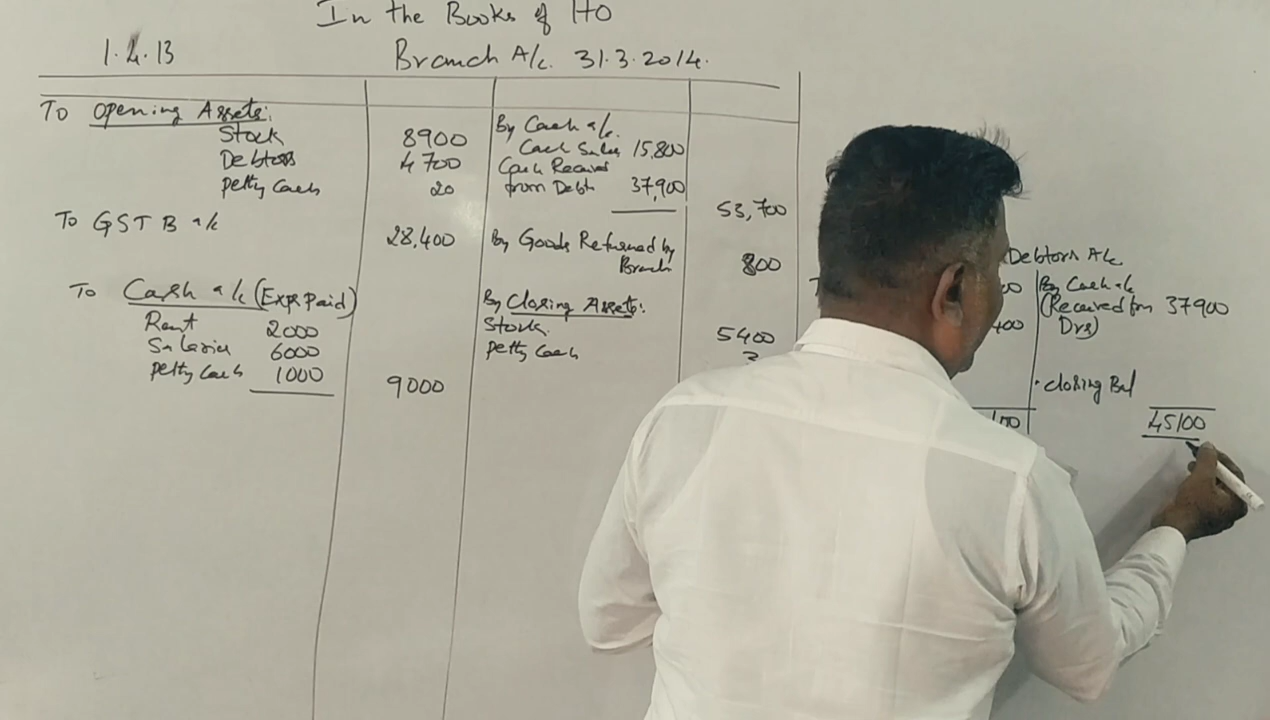 In the Books of HO
1.4.13 Branch A/c. 31.3.2014.
To Opening Assets:
Stock 8900
Debtors 4700
Petty Cash 20
To GSTB a/c 28,400
To Cash a/c (Exps Paid)
Rent 2000
Salaries 6000
Petty Cash 1000 9000
By Cash a/c.
Cash Sales 15,800
Cash Received
from Debt 37,900
53,700
By Goods Returned by
Branch 800
By Closing Assets:
Stock. 5400
Petty Cash
Debtors A/c
By Cash a/c
(Received from 37900
Drs)
Closing Bal
45100